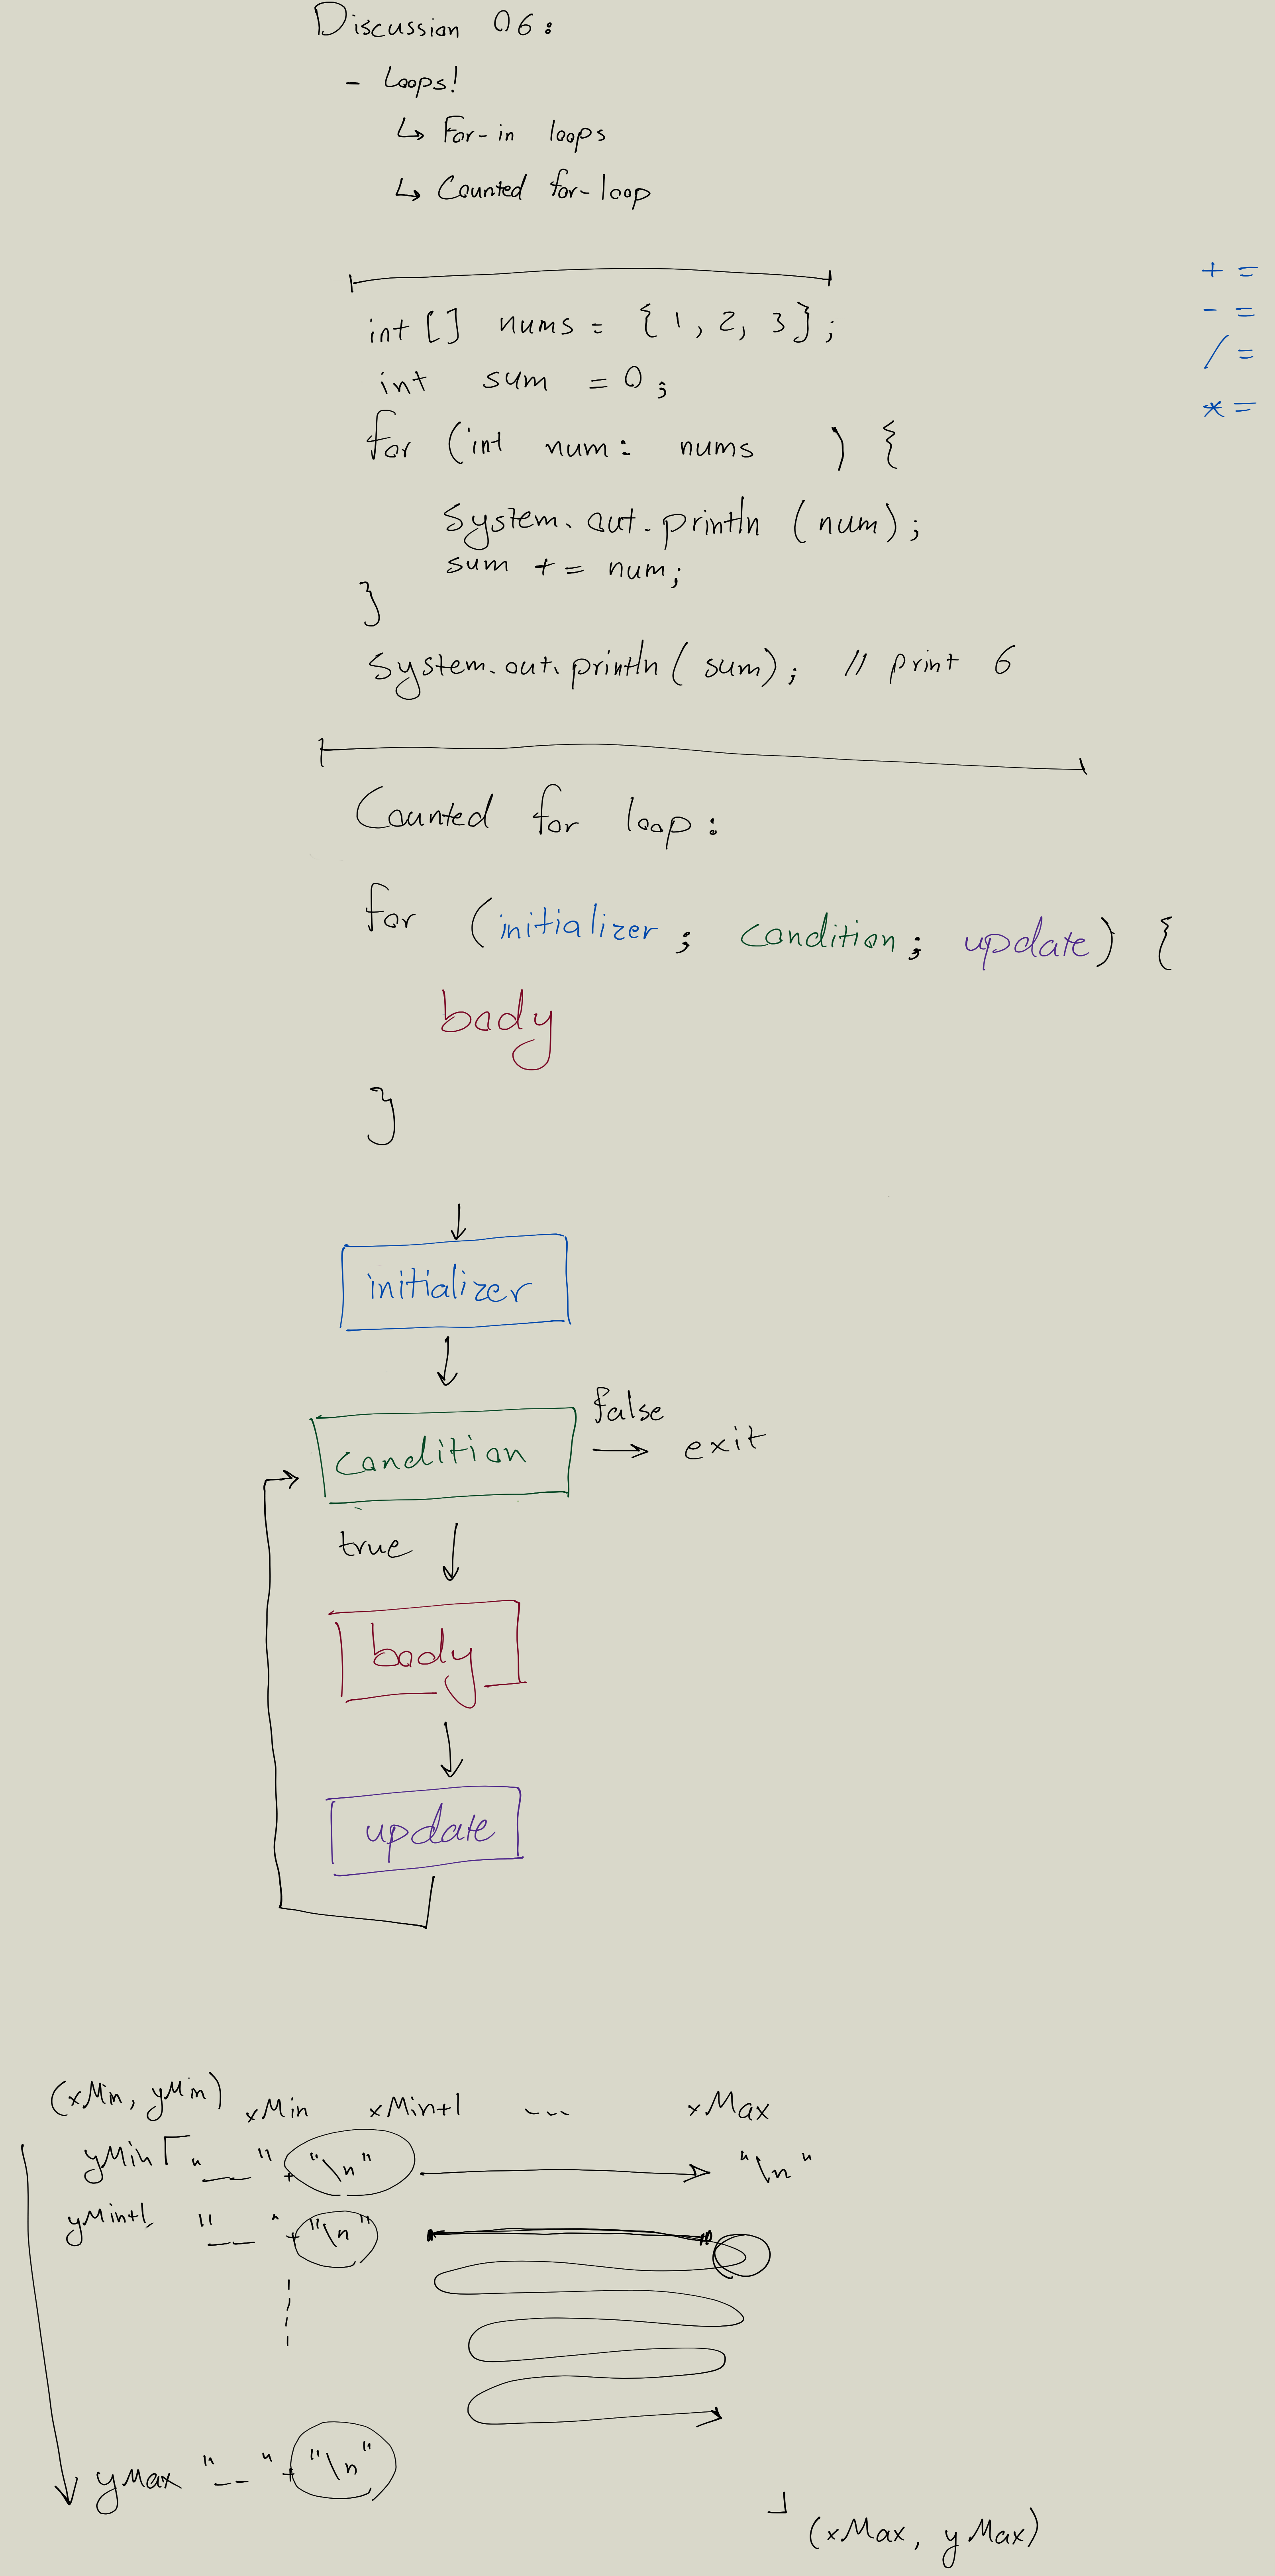 Discussion 06:
- Loops!
↳ For-in loops
↳ Counted for-loop
+ =
- =
/ =
* =
int [] nums = {1, 2, 3};
int sum = 0;
for (int num: nums ) {
System.out.println (num);
sum += num;
}
System.out.println( sum); // print 6
Counted for loop:
for (initializer; condition; update) {
body
}
initializer
false
condition → exit
true
body
update
(xMin, yMin) xMin xMin+1 --- xMax
yMin "__" + "\n" "\n"
yMin+1 "__" + "\n"
yMax "__" + "\n"
(xMax, yMax)